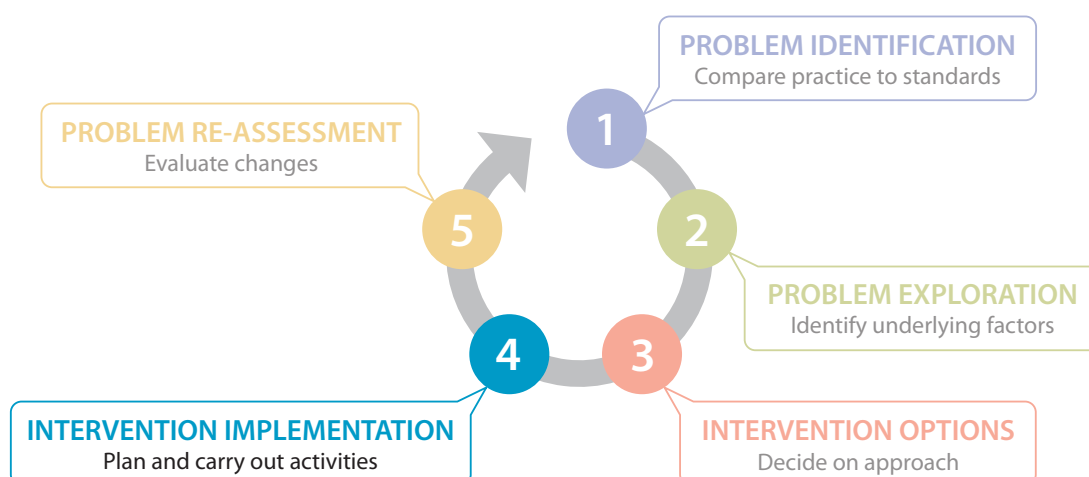 1
PROBLEM IDENTIFICATION
Compare practice to standards
2
PROBLEM EXPLORATION
Identify underlying factors
3
INTERVENTION OPTIONS
Decide on approach
4
INTERVENTION IMPLEMENTATION
Plan and carry out activities
5
PROBLEM RE-ASSESSMENT
Evaluate changes